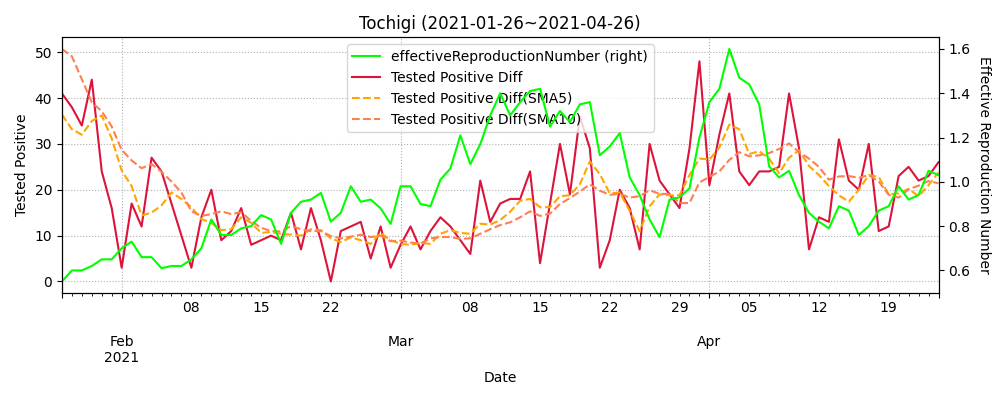 Tochigi (2021-01-26~2021-04-26)
effectiveReproductionNumber (right)
Tested Positive Diff
Tested Positive Diff(SMA5)
Tested Positive Diff(SMA10)
Tested Positive
50
40
30
20
10
0
1.6
1.4
1.2
1.0
0.8
0.6
Effective Reproduction Number
08 15 22 08 15 22 29 05 12 19
Feb Mar Apr
2021
Date